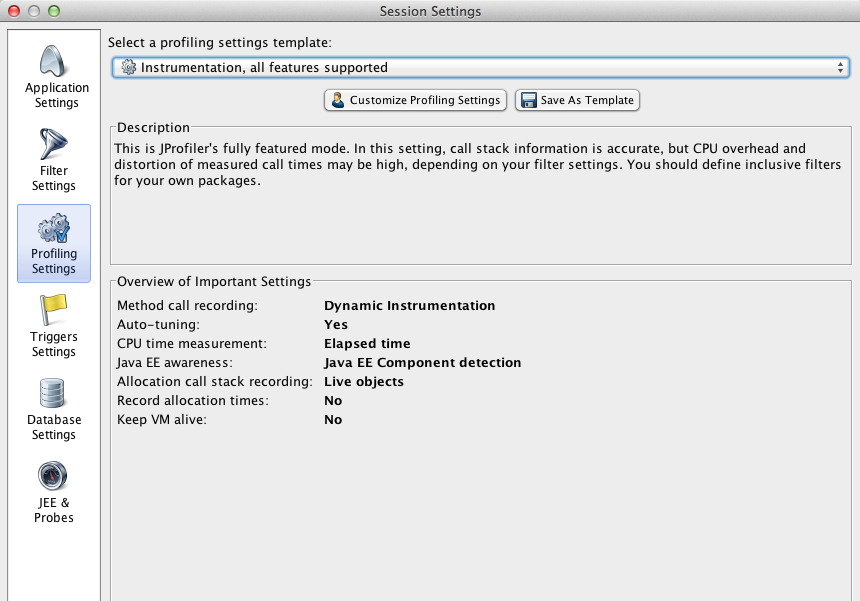 Session Settings
Application
Settings
Filter
Settings
Profiling
Settings
Triggers
Settings
Database
Settings
JEE &
Probes
Select a profiling settings template:
Instrumentation, all features supported
Customize Profiling Settings
Save As Template
Description
This is JProfiler's fully featured mode. In this setting, call stack information is accurate, but CPU overhead and
distortion of measured call times may be high, depending on your filter settings. You should define inclusive filters
for your own packages.
Overview of Important Settings
Method call recording: Dynamic Instrumentation
Auto-tuning: Yes
CPU time measurement: Elapsed time
Java EE awareness: Java EE Component detection
Allocation call stack recording: Live objects
Record allocation times: No
Keep VM alive: No